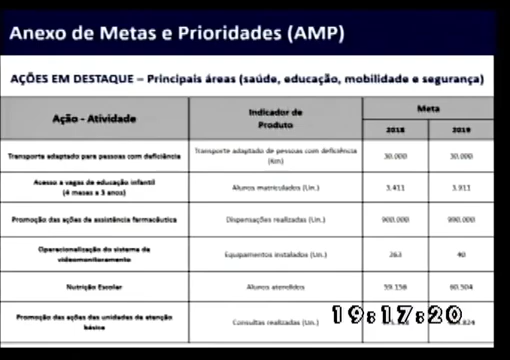 Anexo de Metas e Prioridades (AMP)
AÇÕES EM DESTAQUE – Principais áreas (saúde, educação, mobilidade e segurança)
Ação - Atividade
Indicador de
Produto
Meta
2018
2019
Transporte adaptado para pessoas com deficiência
Transporte adaptado de pessoas com deficiência
(Km)
30.000
30.000
Acesso a vagas de educação infantil
(4 meses a 3 anos)
Alunos matriculados (Un.)
3.411
3.911
Promoção das ações de assistência farmacêutica
Dispensações realizadas (Un.)
900.000
990.000
Operacionalização do sistema de
videomonitoramento
Equipamentos instalados (Un.)
263
40
Nutrição Escolar
Alunos atendidos
59.158
60.504
Promoção das ações das unidades de atenção
básica
Consultas realizadas (Un.)
19:17:20